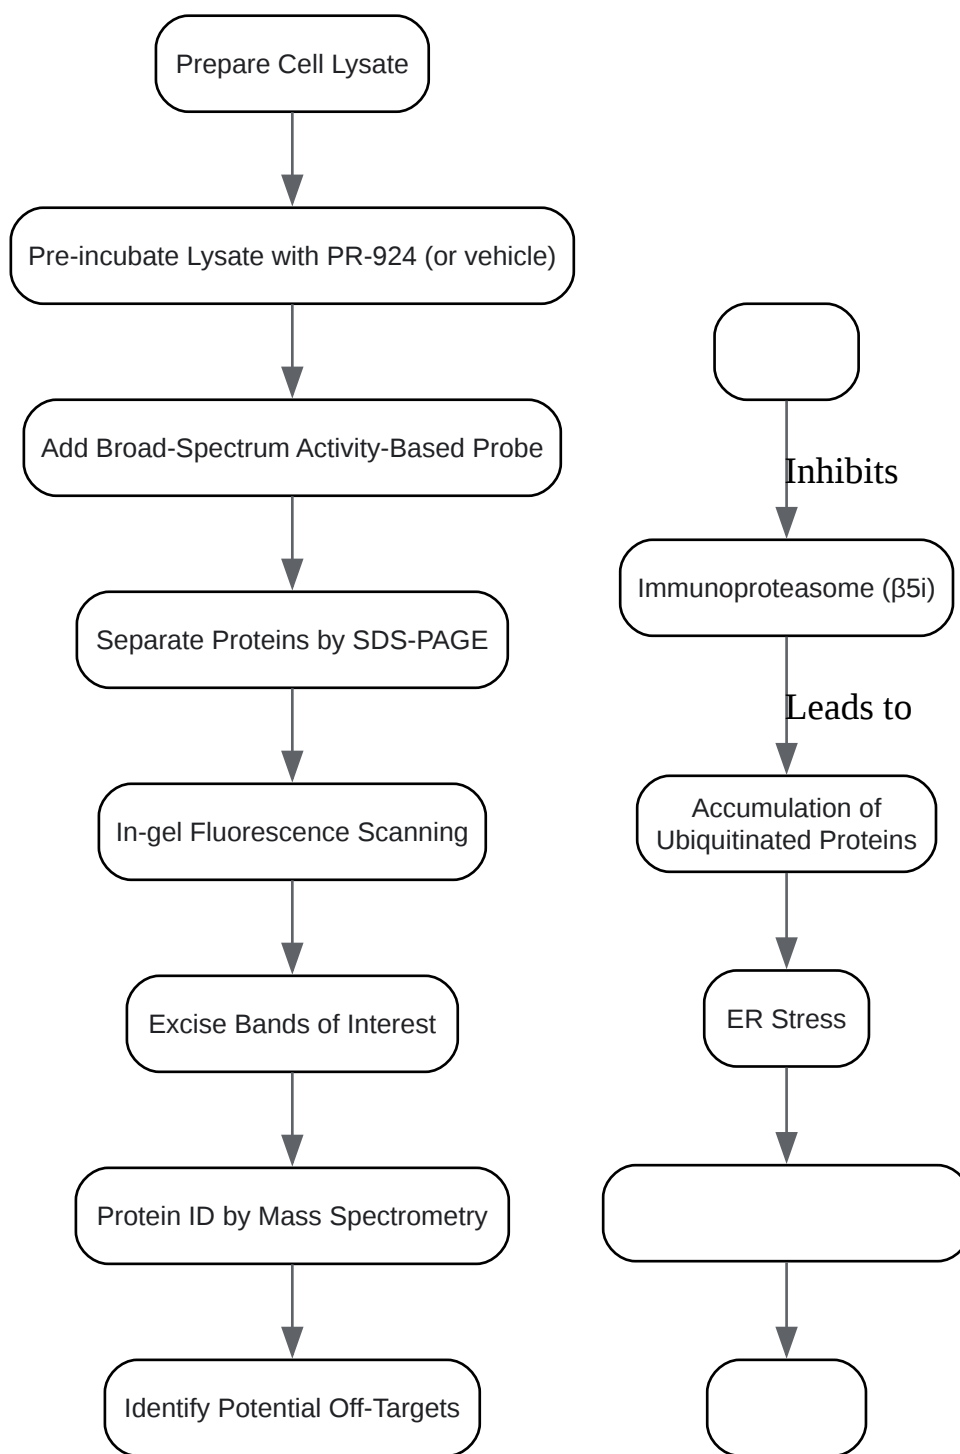 Prepare Cell Lysate
Pre-incubate Lysate with PR-924 (or vehicle)
Add Broad-Spectrum Activity-Based Probe
Separate Proteins by SDS-PAGE
In-gel Fluorescence Scanning
Excise Bands of Interest
Protein ID by Mass Spectrometry
Identify Potential Off-Targets
Inhibits
Immunoproteasome (β5i)
Leads to
Accumulation of
Ubiquitinated Proteins
ER Stress